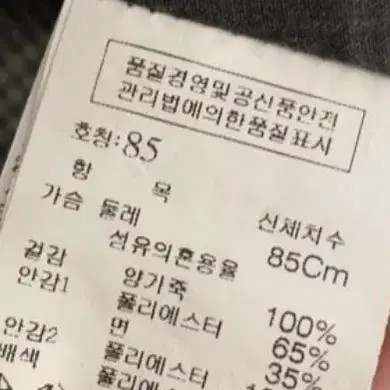 품질경영및공산품안전
관리법에의한품질표시
호칭:85
항 목 신체치수
가슴 둘레 85Cm
섬유의혼용율
겉감 양가죽 100%
안감1 폴리에스터 65%
면 35%
안감2 폴리에스터
배색